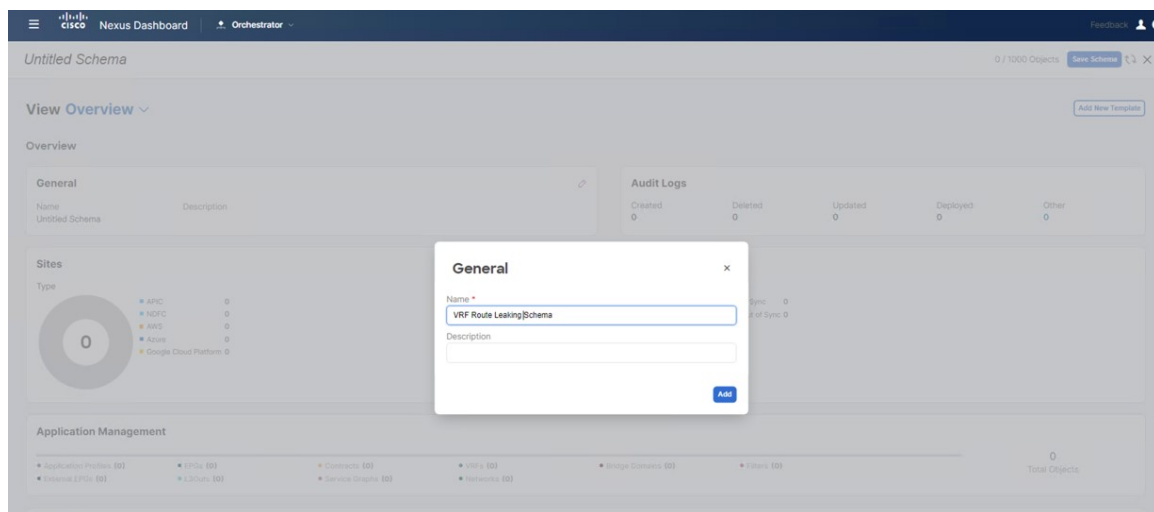 cisco Nexus Dashboard Orchestrator Feedback
Untitled Schema 0 / 1000 Objects Save Schema
View Overview Add New Template
Overview
General
Name Description
Untitled Schema
Audit Logs
Created Deleted Updated Deployed Other
0 0 0 0 0
Sites
Type
0
APIC 0
NDFC 0
AWS 0
Azure 0
Google Cloud Platform 0
Sync 0
t of Sync 0
General
Name *
VRF Route Leaking Schema
Description
Add
Application Management
Application Profiles (0) EPGs (0) Contracts (0) VRFs (0) Bridge Domains (0) Filters (0)
External EPGs (0) L3Outs (0) Service Graphs (0) Networks (0)
0
Total Objects